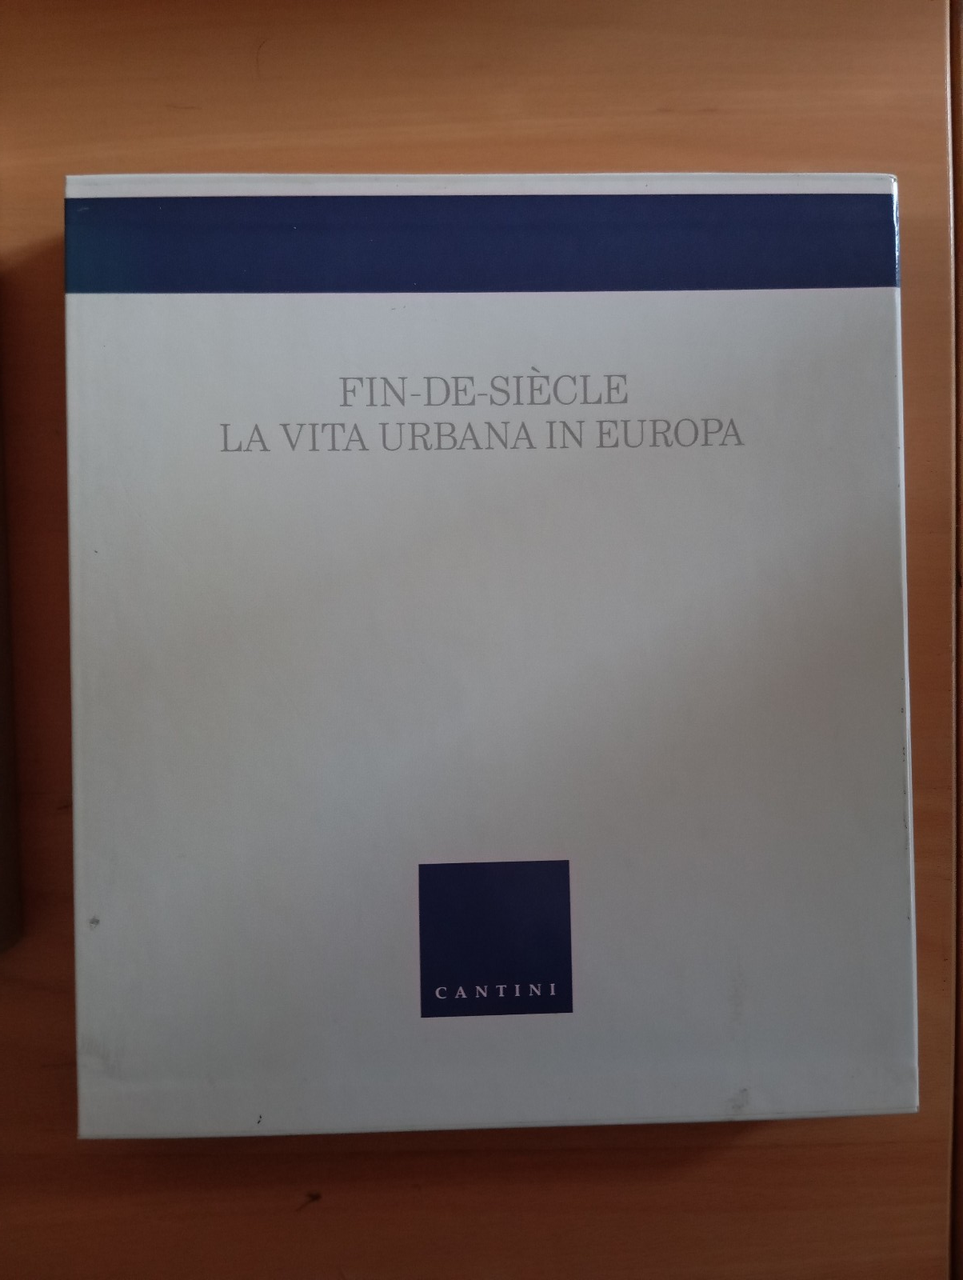 FIN-DE-SIÈCLE
LA VITA URBANA IN EUROPA
CANTINI